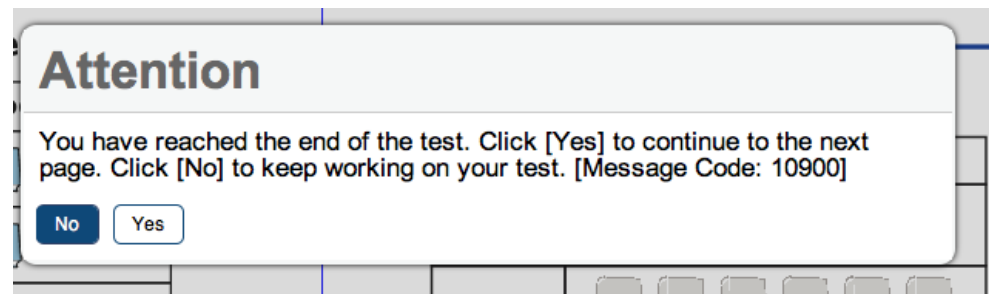 Attention
You have reached the end of the test. Click [Yes] to continue to the next
page. Click [No] to keep working on your test. [Message Code: 10900]
No Yes